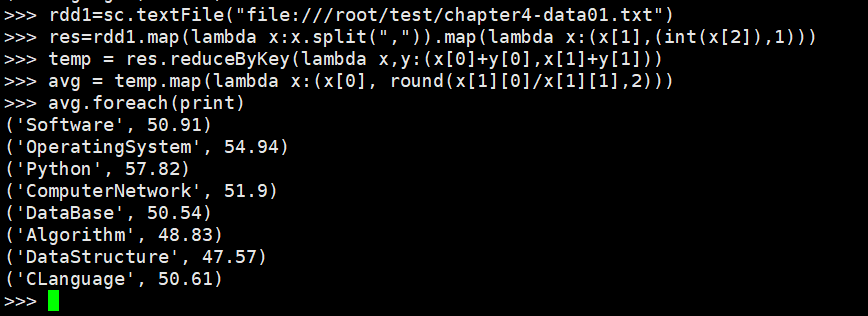 >>> rdd1=sc.textFile("file:///root/test/chapter4-data01.txt")
>>> res=rdd1.map(lambda x:x.split(",")).map(lambda x:(x[1],(int(x[2]),1)))
>>> temp = res.reduceByKey(lambda x,y:(x[0]+y[0],x[1]+y[1]))
>>> avg = temp.map(lambda x:(x[0], round(x[1][0]/x[1][1],2)))
>>> avg.foreach(print)
('Software', 50.91)
('OperatingSystem', 54.94)
('Python', 57.82)
('ComputerNetwork', 51.9)
('DataBase', 50.54)
('Algorithm', 48.83)
('DataStructure', 47.57)
('CLanguage', 50.61)
>>>